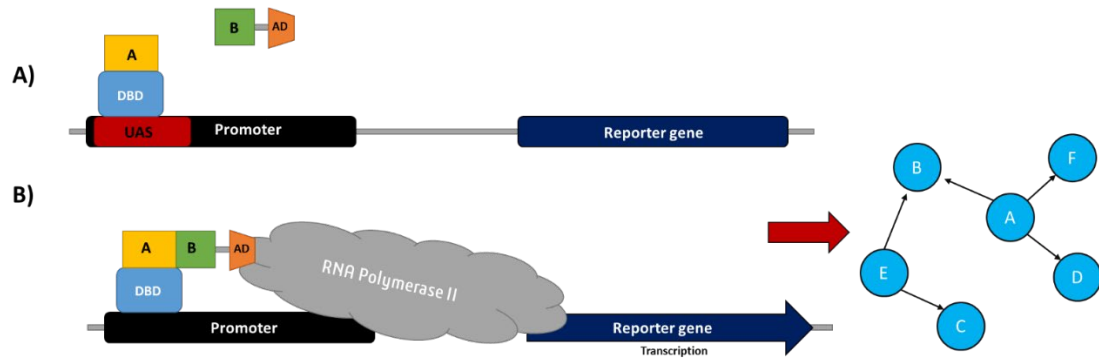 A)
B
AD
A
DBD
UAS
Promoter
Reporter gene
B)
A
B
AD
DBD
RNA Polymerase II
Promoter
Reporter gene
Transcription
B
F
A
E
D
C